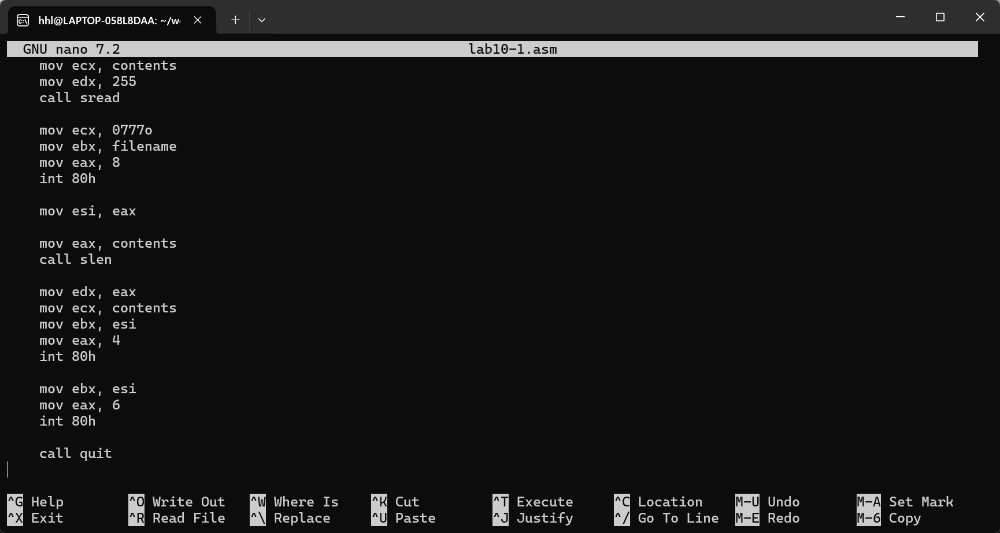 hhl@LAPTOP-058L8DAA: ~/w
GNU nano 7.2 lab10-1.asm
mov ecx, contents
mov edx, 255
call sread
mov ecx, 0777o
mov ebx, filename
mov eax, 8
int 80h
mov esi, eax
mov eax, contents
call slen
mov edx, eax
mov ecx, contents
mov ebx, esi
mov eax, 4
int 80h
mov ebx, esi
mov eax, 6
int 80h
call quit
^G Help ^O Write Out ^W Where Is ^K Cut ^T Execute ^C Location M-U Undo M-A Set Mark
^X Exit ^R Read File ^\ Replace ^U Paste ^J Justify ^/ Go To Line M-E Redo M-6 Copy